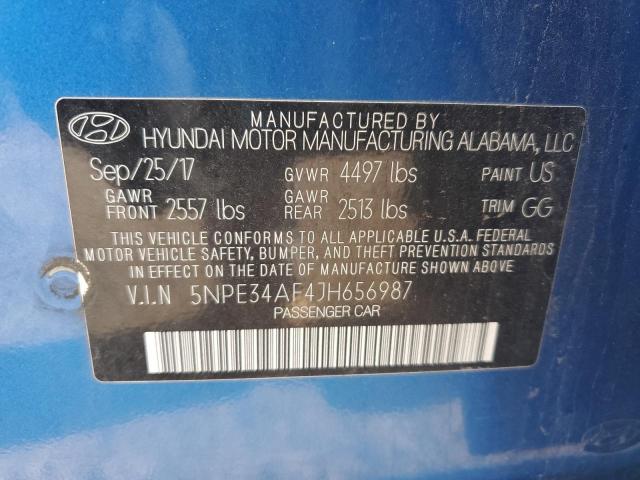 MANUFACTURED BY
HYUNDAI MOTOR MANUFACTURING ALABAMA, LLC
Sep/25/17 GVWR 4497 lbs PAINT US
GAWR FRONT 2557 lbs GAWR REAR 2513 lbs TRIM GG
THIS VEHICLE CONFORMS TO ALL APPLICABLE U.S.A. FEDERAL
MOTOR VEHICLE SAFETY, BUMPER, AND THEFT PREVENTION STANDARDS
IN EFFECT ON THE DATE OF MANUFACTURE SHOWN ABOVE
V.I.N 5NPE34AF4JH656987
PASSENGER CAR